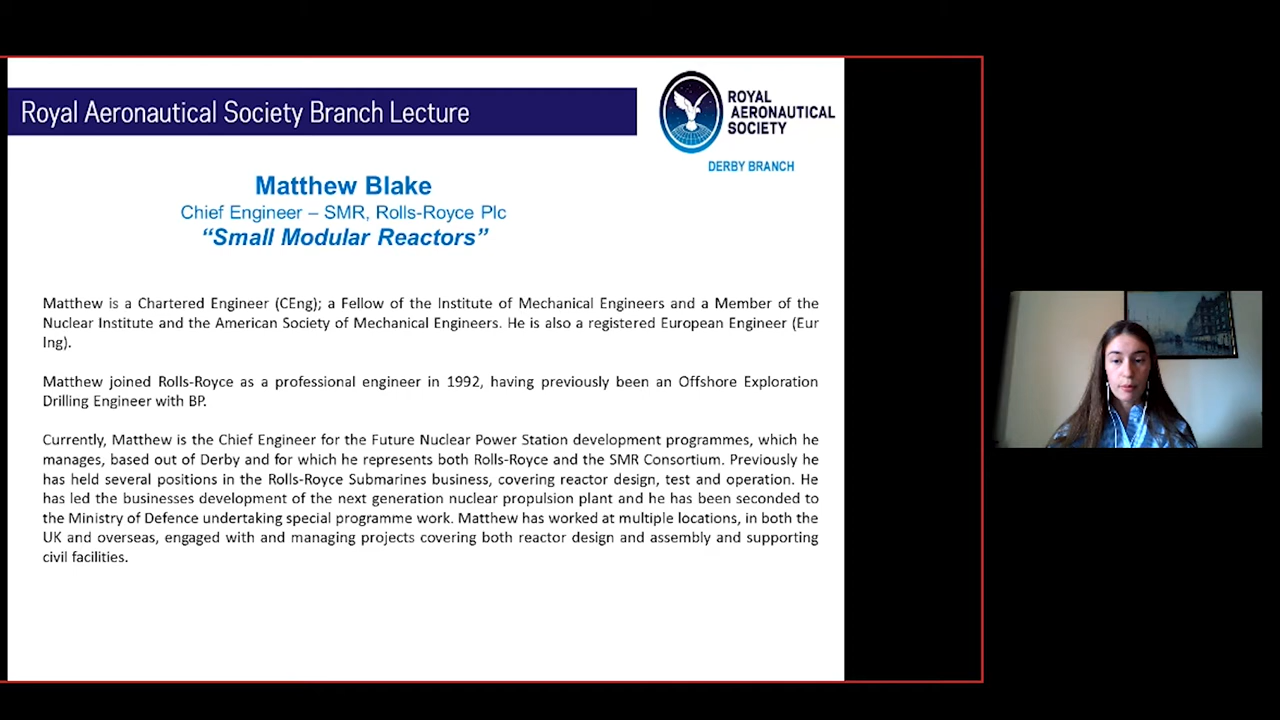 Royal Aeronautical Society Branch Lecture
ROYAL
AERONAUTICAL
SOCIETY
DERBY BRANCH
Matthew Blake
Chief Engineer – SMR, Rolls-Royce Plc
“Small Modular Reactors”
Matthew is a Chartered Engineer (CEng); a Fellow of the Institute of Mechanical Engineers and a Member of the
Nuclear Institute and the American Society of Mechanical Engineers. He is also a registered European Engineer (Eur
Ing).
Matthew joined Rolls-Royce as a professional engineer in 1992, having previously been an Offshore Exploration
Drilling Engineer with BP.
Currently, Matthew is the Chief Engineer for the Future Nuclear Power Station development programmes, which he
manages, based out of Derby and for which he represents both Rolls-Royce and the SMR Consortium. Previously he
has held several positions in the Rolls-Royce Submarines business, covering reactor design, test and operation. He
has led the businesses development of the next generation nuclear propulsion plant and he has been seconded to
the Ministry of Defence undertaking special programme work. Matthew has worked at multiple locations, in both the
UK and overseas, engaged with and managing projects covering both reactor design and assembly and supporting
civil facilities.